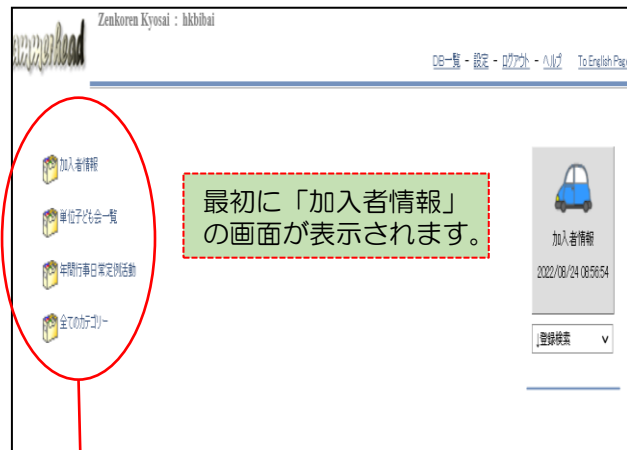 Zenkoren Kyosai : hkbibai
ammerhead
DB一覧 - 設定 - ログアウト - ヘルプ To English Page
加入者情報
単位子ども会一覧
年間行事日常定例活動
全てのカテゴリー
最初に「加入者情報」
の画面が表示されます。
加入者情報
2022/08/24 08:56:54
↓登録検索